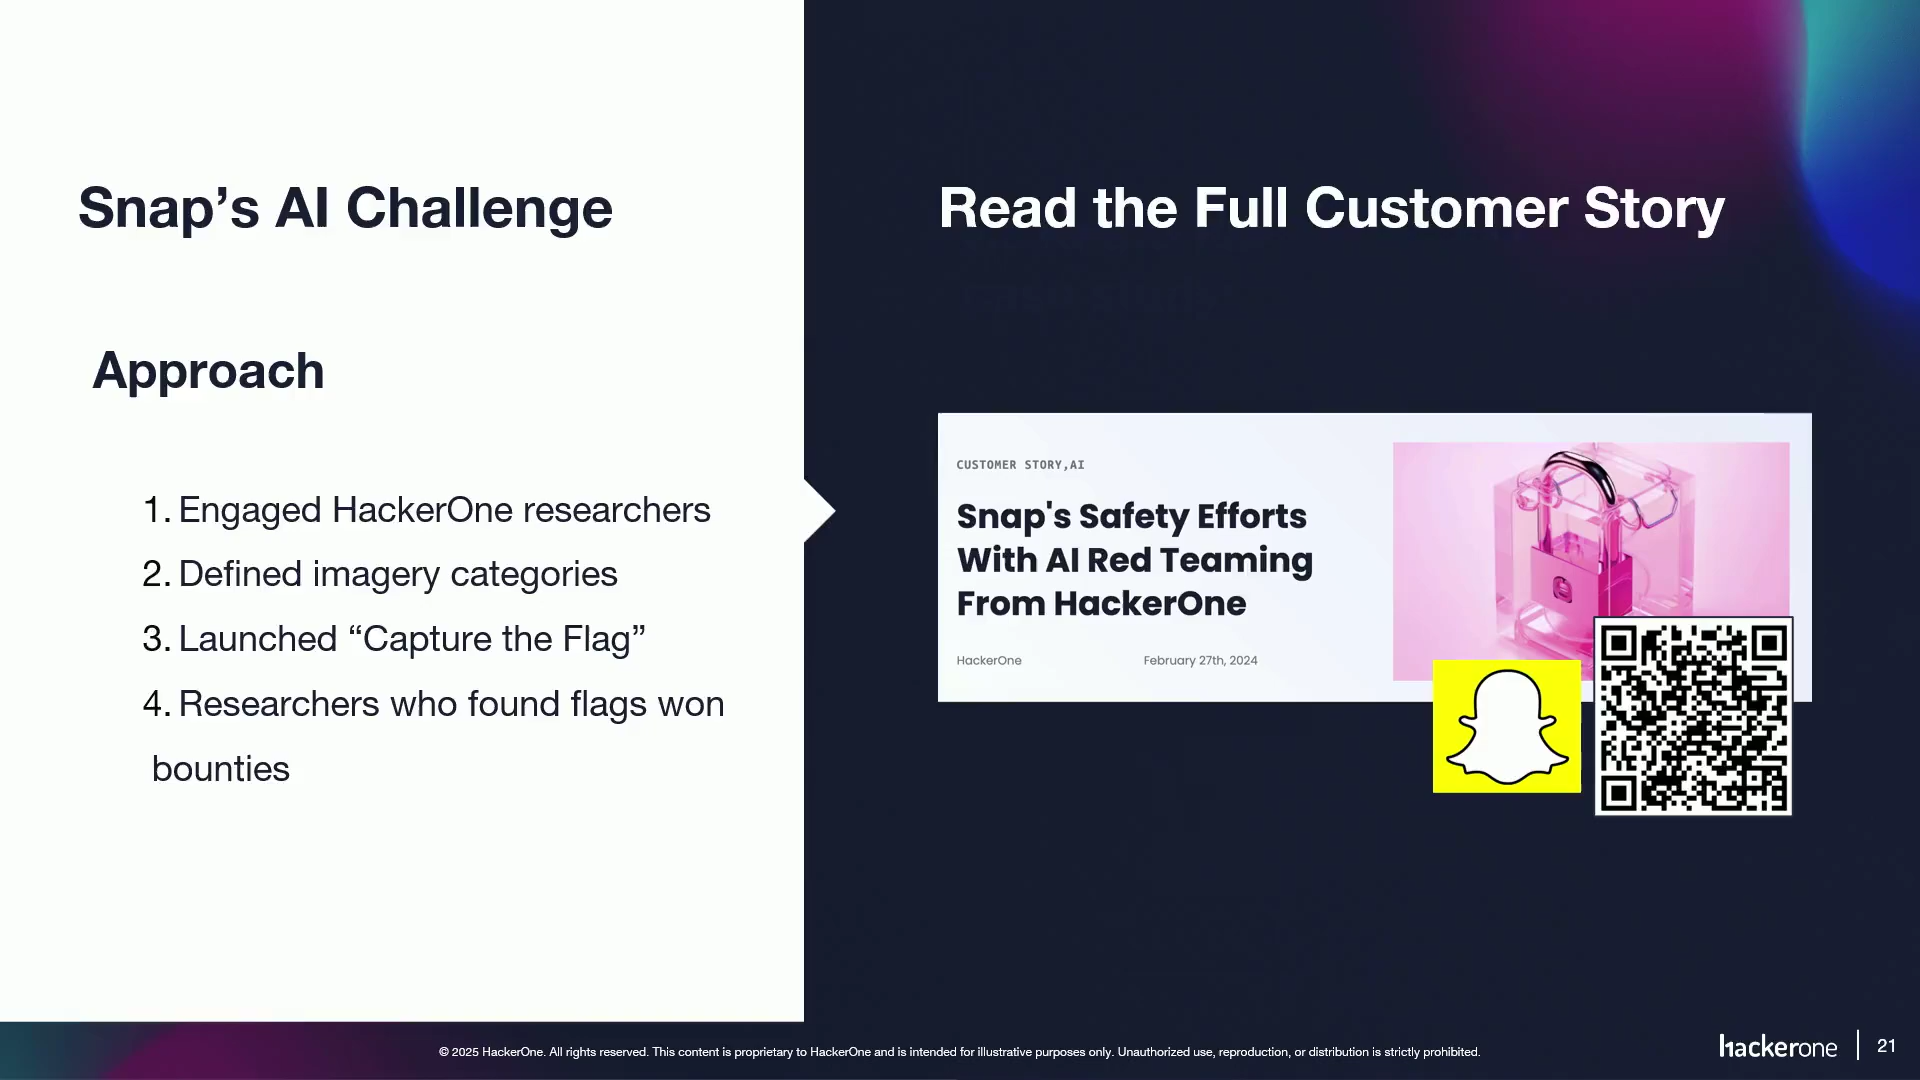 Snap’s AI Challenge
Approach
1. Engaged HackerOne researchers
2. Defined imagery categories
3. Launched “Capture the Flag”
4. Researchers who found flags won
bounties
Read the Full Customer Story
CUSTOMER STORY,AI
Snap's Safety Efforts
With AI Red Teaming
From HackerOne
HackerOne February 27th, 2024
© 2025 HackerOne. All rights reserved. This content is proprietary to HackerOne and is intended for illustrative purposes only. Unauthorized use, reproduction, or distribution is strictly prohibited.
hackerone 21